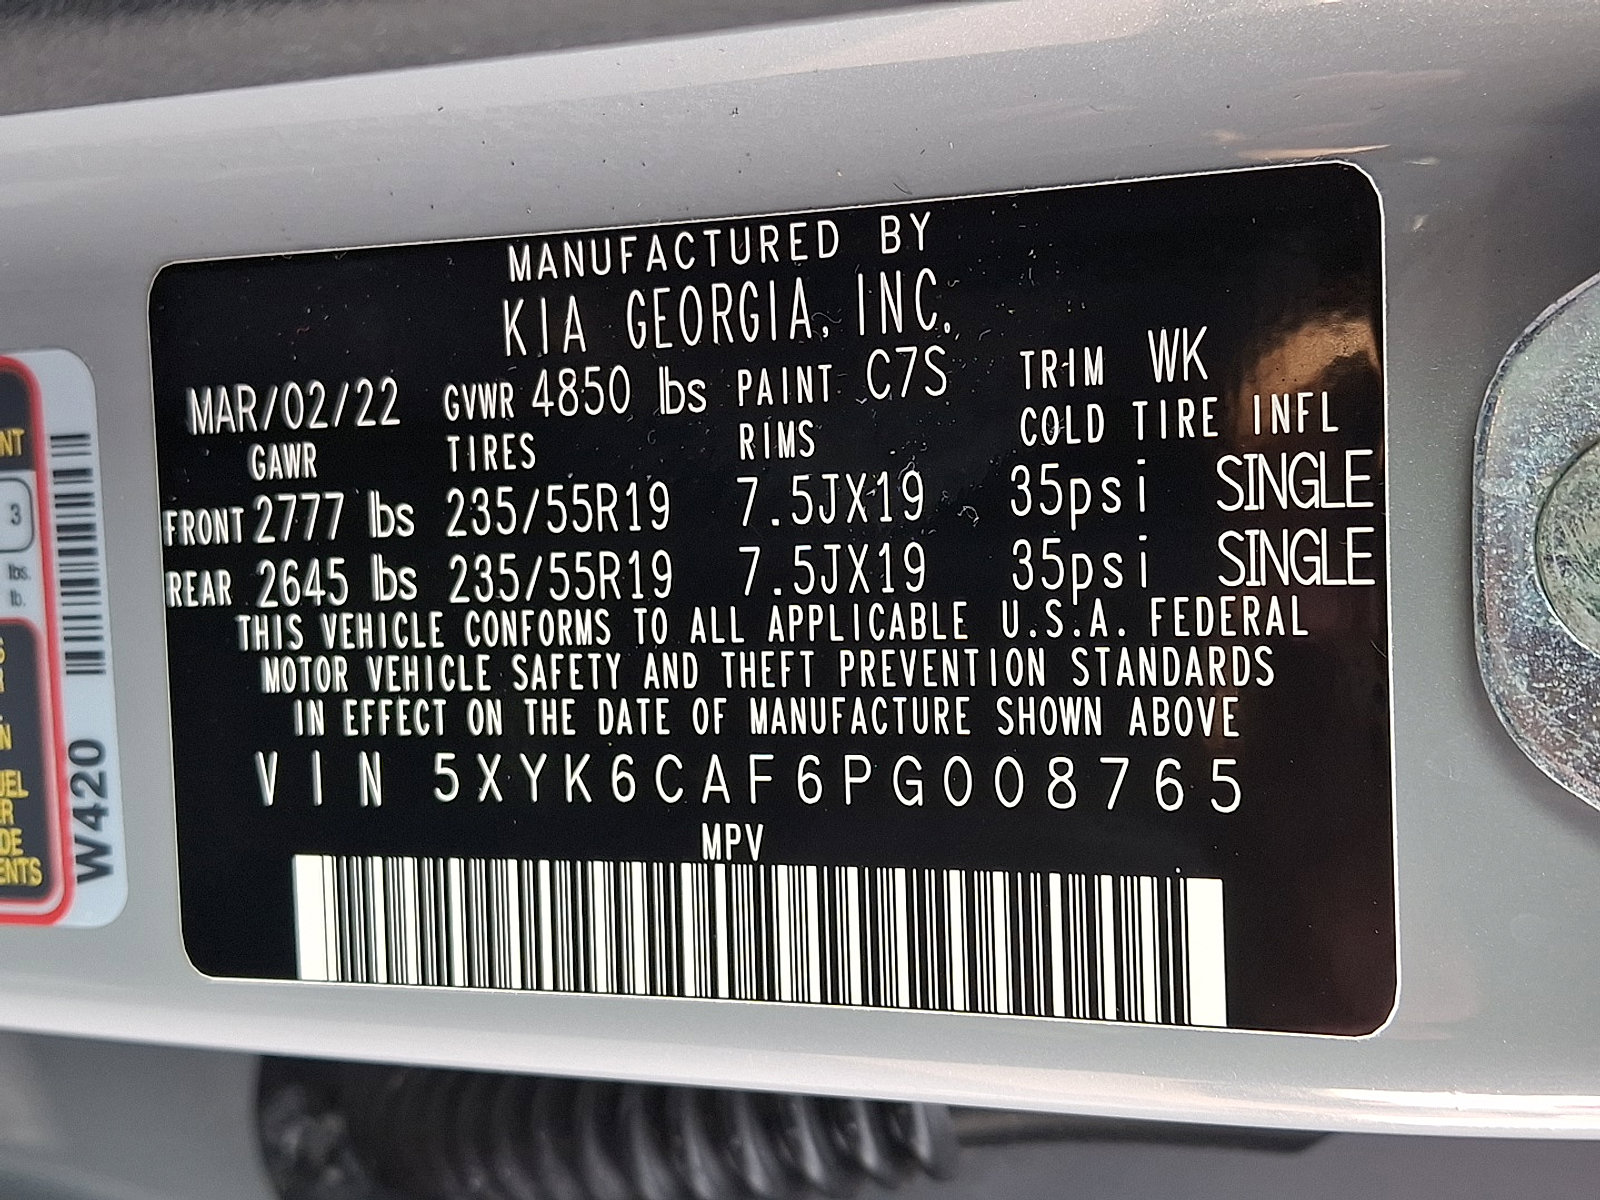 MANUFACTURED BY
KIA GEORGIA, INC.
MAR/02/22 GVWR 4850 lbs PAINT C7S TRIM WK
GAWR TIRES RIMS COLD TIRE INFL
FRONT 2777 lbs 235/55R19 7.5JX19 35psi SINGLE
REAR 2645 lbs 235/55R19 7.5JX19 35psi SINGLE
THIS VEHICLE CONFORMS TO ALL APPLICABLE U.S.A. FEDERAL
MOTOR VEHICLE SAFETY AND THEFT PREVENTION STANDARDS
IN EFFECT ON THE DATE OF MANUFACTURE SHOWN ABOVE
VIN 5XYK6CAF6PG008765
MPV
3
lbs.
lb.
W420